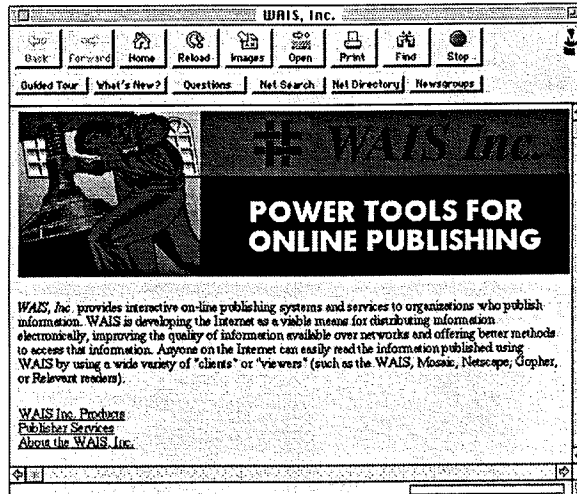 WAIS, Inc.
Back Forward Home Reload Images Open Print Find Stop
Guided Tour What's New? Questions Net Search Net Directory Newsgroups
# WAIS Inc.
POWER TOOLS FOR
ONLINE PUBLISHING
WAIS, Inc. provides interactive on-line publishing systems and services to organizations who publish
information. WAIS is developing the Internet as a viable means for distributing information
electronically, improving the quality of information available over networks and offering better methods
to access that information. Anyone on the Internet can easily read the information published using
WAIS by using a wide variety of "clients" or "viewers" (such as the WAIS, Mosaic, Netscape, Gopher,
or Relevant readers).
WAIS Inc. Products
Publisher Services
About the WAIS, Inc.